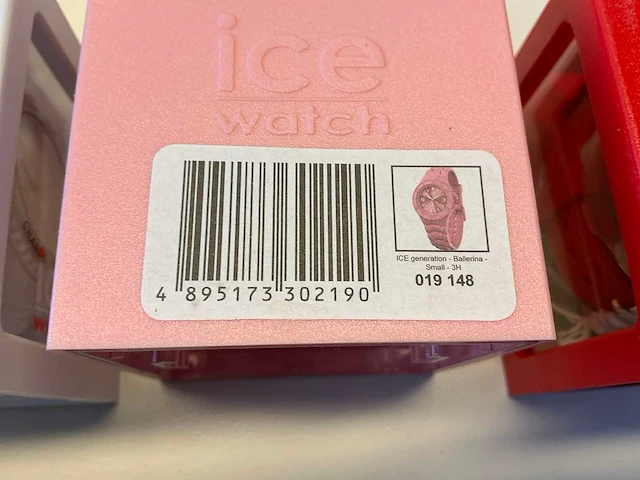 ice
watch
4 895173 302190
ICE generation - Ballerina -
Small - 3H
019 148